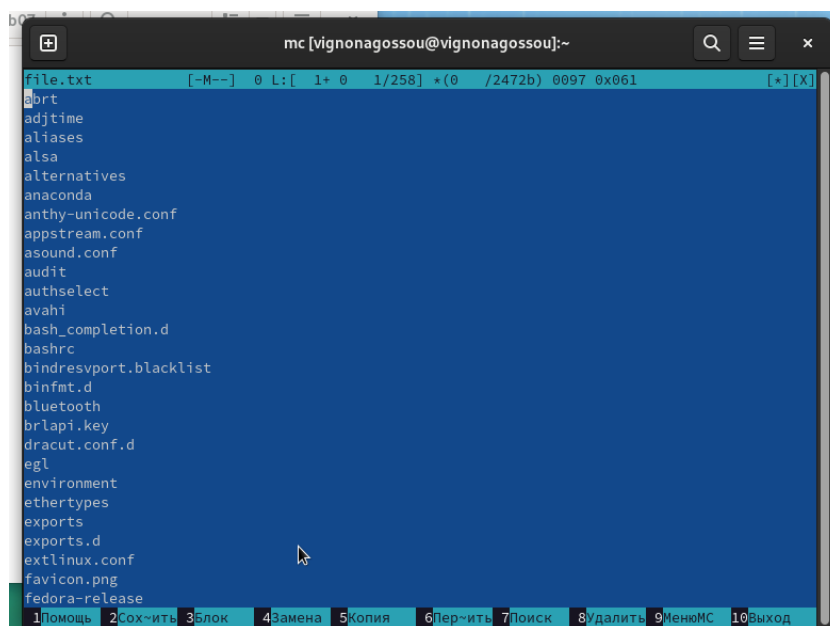 mc [vignonagossou@vignonagossou]:~
file.txt [-M--] 0 L:[ 1+ 0 1/258] *(0 /2472b) 0097 0x061 [*][X]
abrt
adjtime
aliases
alsa
alternatives
anaconda
anthy-unicode.conf
appstream.conf
asound.conf
audit
authselect
avahi
bash_completion.d
bashrc
bindresvport.blacklist
binfmt.d
bluetooth
brlapi.key
dracut.conf.d
egl
environment
ethertypes
exports
exports.d
extlinux.conf
favicon.png
fedora-release
1Помощь 2Сох~ить 3Блок 4Замена 5Копия 6Пер~ить 7Поиск 8Удалить 9МенюMC 10Выход